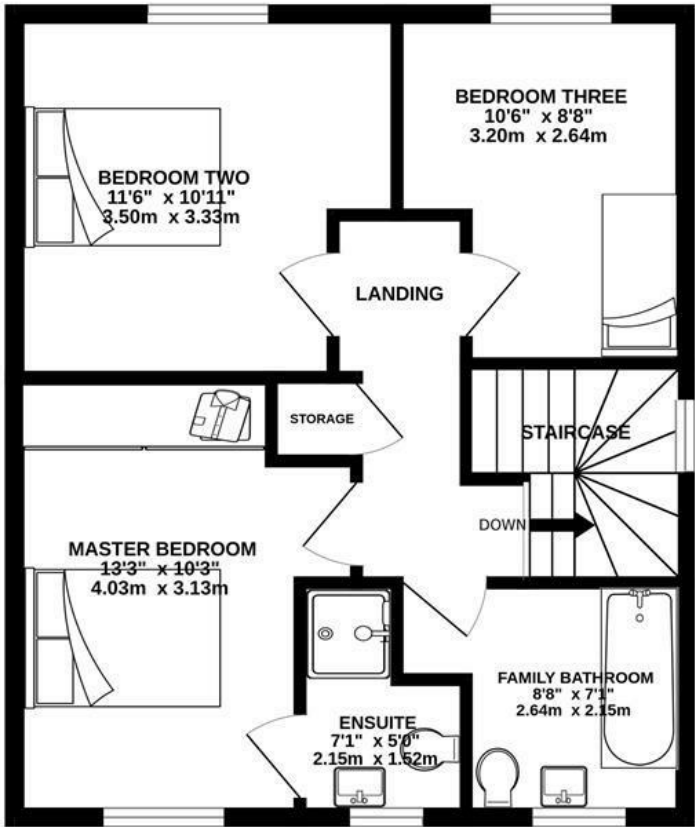 BEDROOM TWO
11'6" x 10'11"
3.50m x 3.33m
BEDROOM THREE
10'6" x 8'8"
3.20m x 2.64m
LANDING
STORAGE
STAIRCASE
DOWN
MASTER BEDROOM
13'3" x 10'3"
4.03m x 3.13m
ENSUITE
7'1" x 5'0"
2.15m x 1.52m
FAMILY BATHROOM
8'8" x 7'1"
2.64m x 2.15m